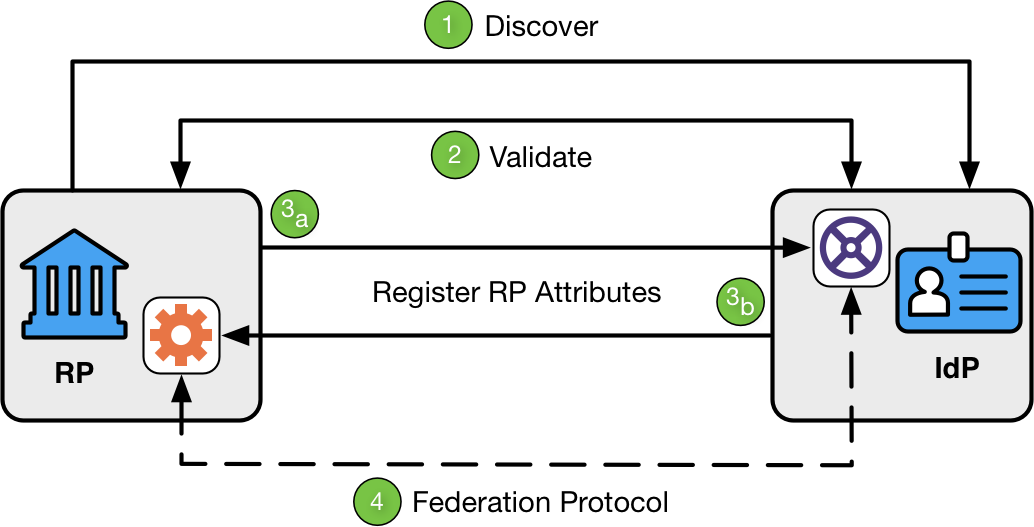 1 Discover
2 Validate
3a
Register RP Attributes
3b
RP
IdP
4 Federation Protocol